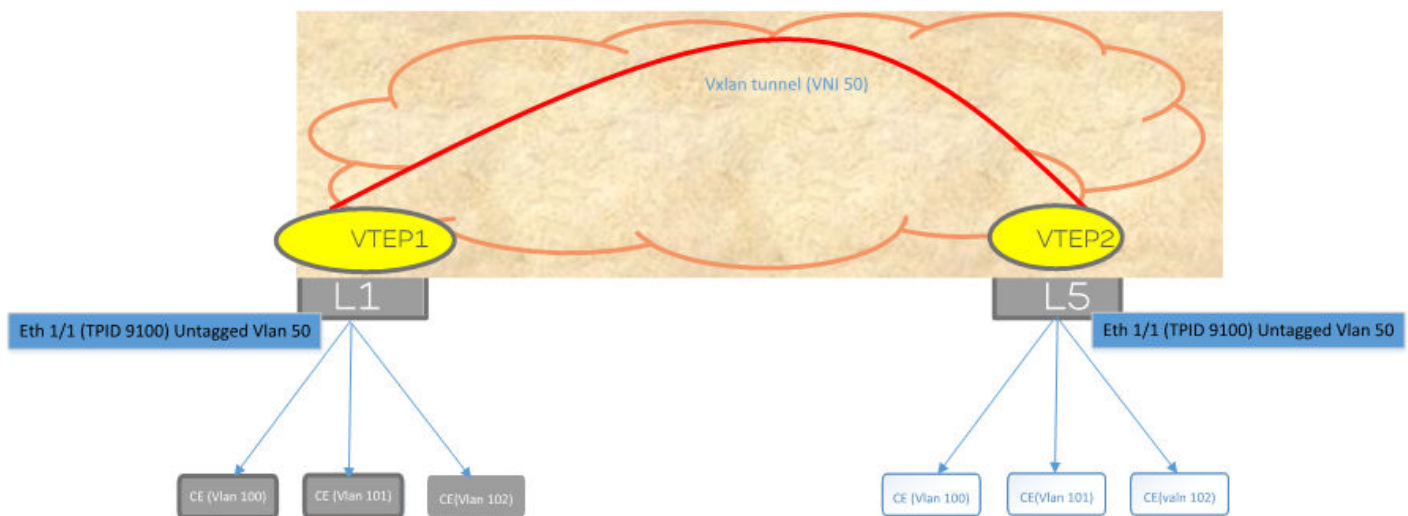 Vxlan tunnel (VNI 50)
VTEP1
VTEP2
L1
L5
Eth 1/1 (TPID 9100) Untagged Vlan 50
Eth 1/1 (TPID 9100) Untagged Vlan 50
CE (Vlan 100)
CE (Vlan 101)
CE(Vlan 102)
CE (Vlan 100)
CE(Vlan 101)
CE(valn 102)